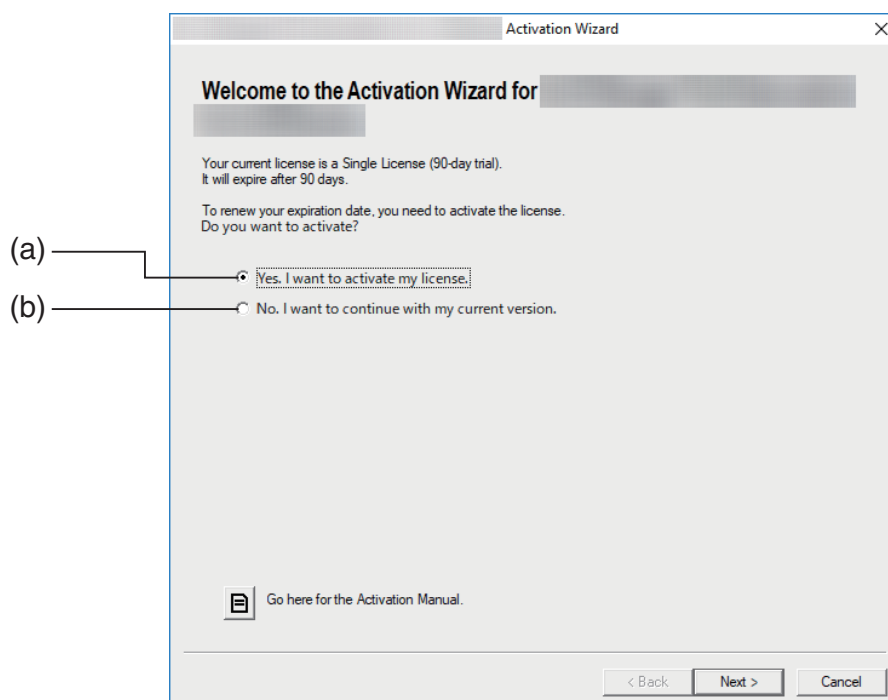 Activation Wizard
Welcome to the Activation Wizard for
Your current license is a Single License (90-day trial).
It will expire after 90 days.
To renew your expiration date, you need to activate the license.
Do you want to activate?
(a)
Yes. I want to activate my license.
(b)
No. I want to continue with my current version.
Go here for the Activation Manual.
< Back
Next >
Cancel